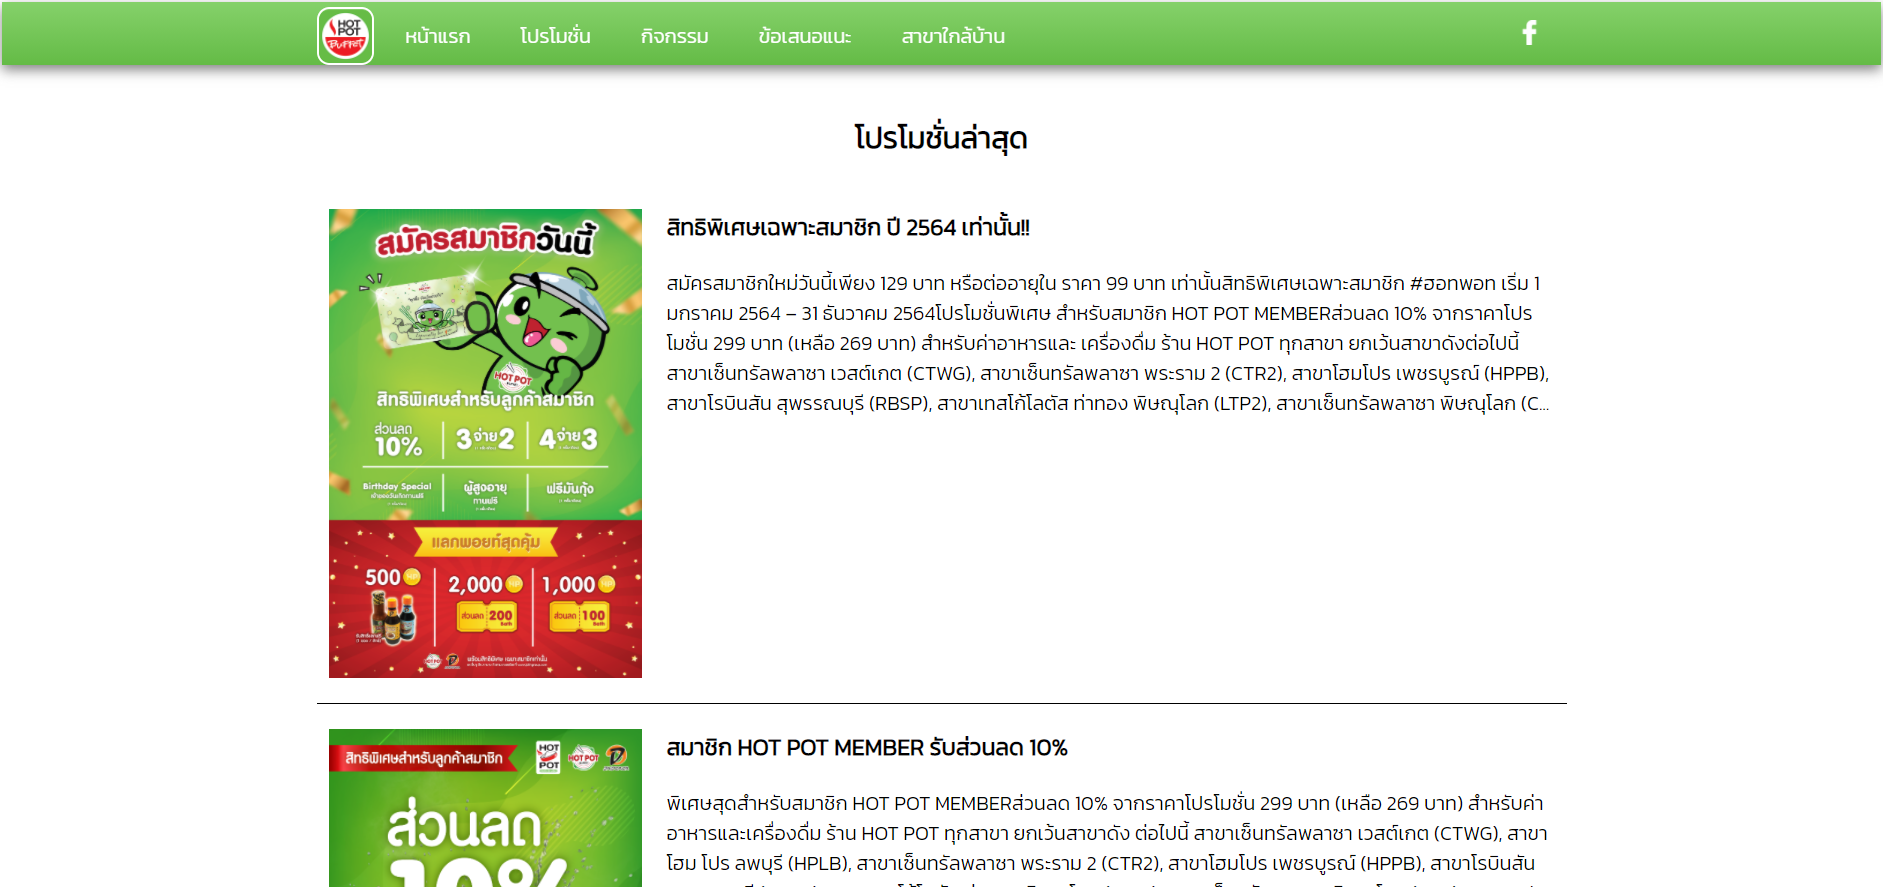 HOT POT BUFFET
หน้าแรก โปรโมชั่น กิจกรรม ข้อเสนอแนะ สาขาใกล้บ้าน
โปรโมชั่นล่าสุด
สมัครสมาชิกวันนี้
HOT POT
สิทธิพิเศษสำหรับลูกค้าสมาชิก
ส่วนลด 10% 3 จ่าย 2 4 จ่าย 3
Birthday Special ผู้สูงอายุ ทานฟรี ฟรีมันกุ้ง
แลกพอยท์สุดคุ้ม
500 HP 2,000 HP 1,000 HP
ส่วนลด 200 Bath ส่วนลด 100 Bath
สิทธิพิเศษเฉพาะสมาชิก ปี 2564 เท่านั้น!!
สมัครสมาชิกใหม่วันนี้เพียง 129 บาท หรือต่ออายุใน ราคา 99 บาท เท่านั้นสิทธิพิเศษเฉพาะสมาชิก #ฮอทพอท เริ่ม 1
มกราคม 2564 – 31 ธันวาคม 2564โปรโมชั่นพิเศษ สำหรับสมาชิก HOT POT MEMBERส่วนลด 10% จากราคาโปร
โมชั่น 299 บาท (เหลือ 269 บาท) สำหรับค่าอาหารและ เครื่องดื่ม ร้าน HOT POT ทุกสาขา ยกเว้นสาขาดังต่อไปนี้
สาขาเซ็นทรัลพลาซา เวสต์เกต (CTWG), สาขาเซ็นทรัลพลาซา พระราม 2 (CTR2), สาขาโฮมโปร เพชรบูรณ์ (HPPB),
สาขาโรบินสัน สุพรรณบุรี (RBSP), สาขาเทสโก้โลตัส ท่าทอง พิษณุโลก (LTP2), สาขาเซ็นทรัลพลาซา พิษณุโลก (C...
สิทธิพิเศษสำหรับลูกค้าสมาชิก HOT POT HOT POT
ส่วนลด
10%
สมาชิก HOT POT MEMBER รับส่วนลด 10%
พิเศษสุดสำหรับสมาชิก HOT POT MEMBERส่วนลด 10% จากราคาโปรโมชั่น 299 บาท (เหลือ 269 บาท) สำหรับค่า
อาหารและเครื่องดื่ม ร้าน HOT POT ทุกสาขา ยกเว้นสาขาดัง ต่อไปนี้ สาขาเซ็นทรัลพลาซา เวสต์เกต (CTWG), สาขา
โฮม โปร ลพบุรี (HPLB), สาขาเซ็นทรัลพลาซา พระราม 2 (CTR2), สาขาโฮมโปร เพชรบูรณ์ (HPPB), สาขาโรบินสัน